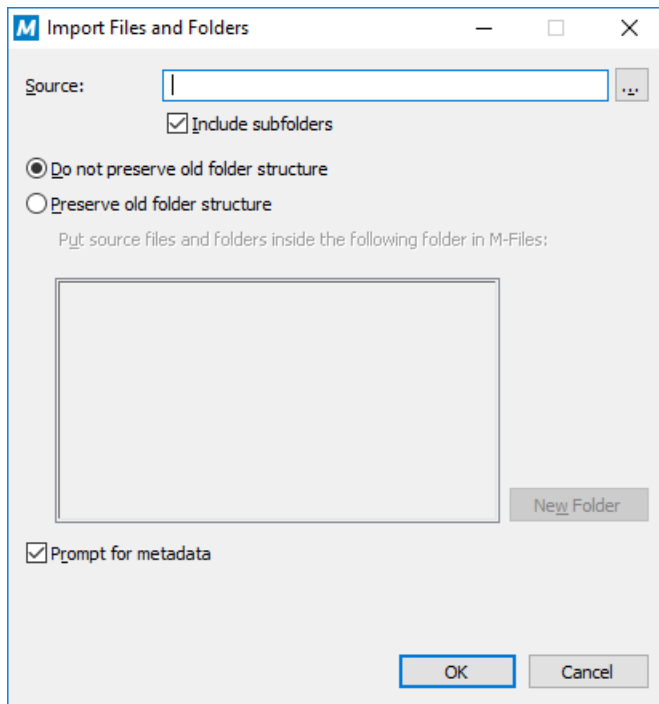 M Import Files and Folders
Source:
...
Include subfolders
Do not preserve old folder structure
Preserve old folder structure
Put source files and folders inside the following folder in M-Files:
New Folder
Prompt for metadata
OK Cancel